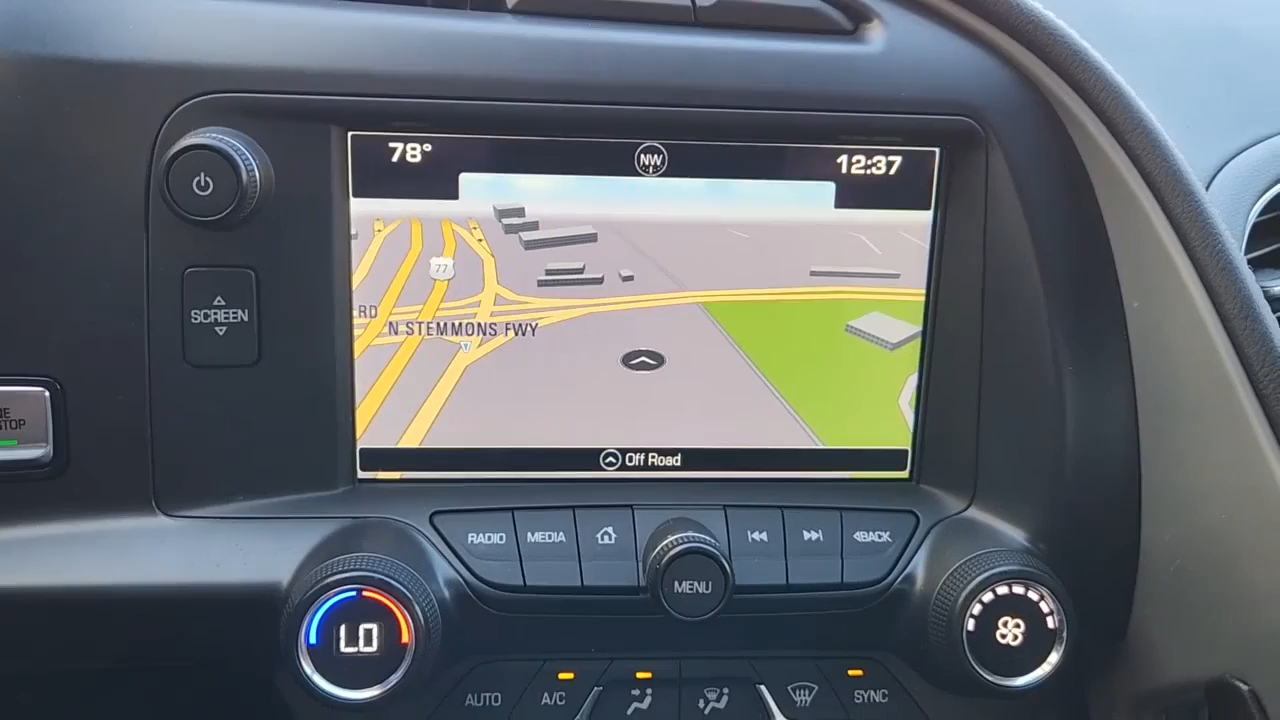 78°
NW
12:37
77
RD
N STEMMONS FWY
SCREEN
Off Road
STOP
RADIO
MEDIA
BACK
MENU
LO
AUTO
A/C
SYNC